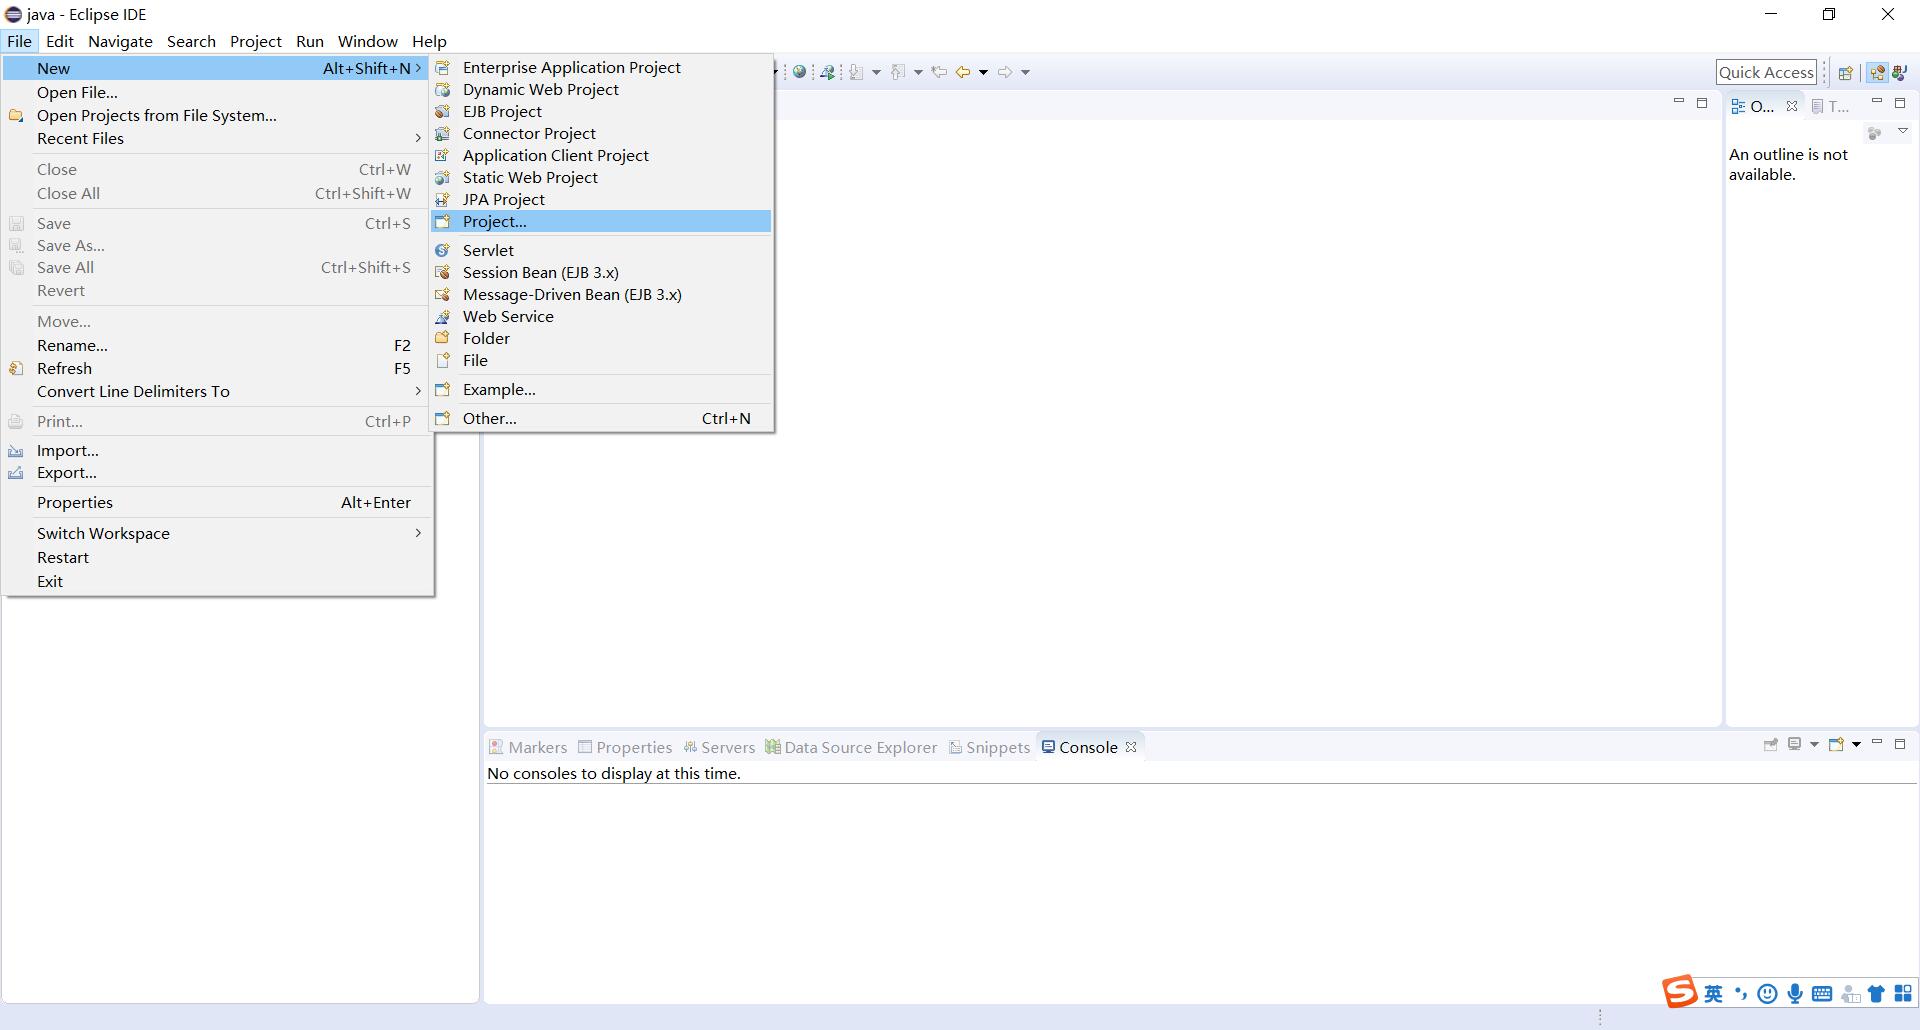 java - Eclipse IDE
File Edit Navigate Search Project Run Window Help
New Alt+Shift+N
Open File...
Open Projects from File System...
Recent Files
Close Ctrl+W
Close All Ctrl+Shift+W
Save Ctrl+S
Save As...
Save All Ctrl+Shift+S
Revert
Move...
Rename... F2
Refresh F5
Convert Line Delimiters To
Print... Ctrl+P
Import...
Export...
Properties Alt+Enter
Switch Workspace
Restart
Exit
Enterprise Application Project
Dynamic Web Project
EJB Project
Connector Project
Application Client Project
Static Web Project
JPA Project
Project...
Servlet
Session Bean (EJB 3.x)
Message-Driven Bean (EJB 3.x)
Web Service
Folder
File
Example...
Other... Ctrl+N
Quick Access
O... T...
An outline is not
available.
Markers Properties Servers Data Source Explorer Snippets Console
No consoles to display at this time.
英